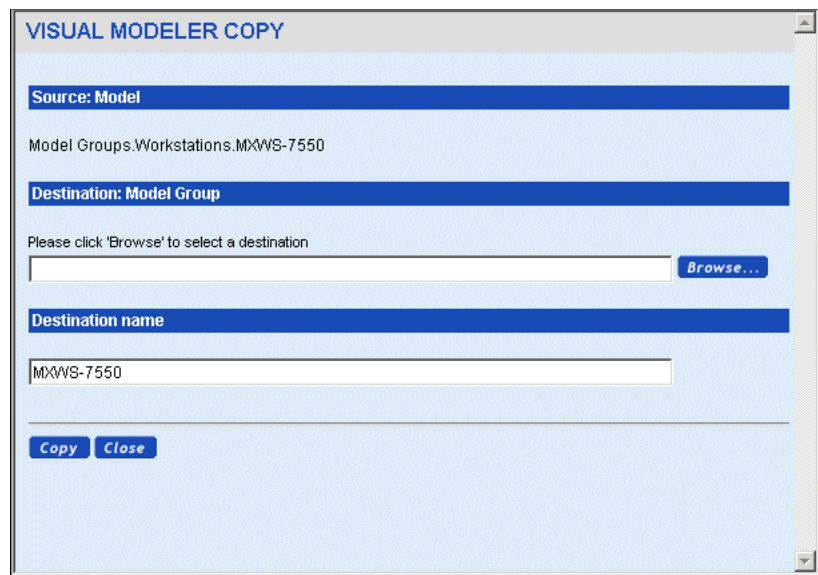 VISUAL MODELER COPY
Source: Model
Model Groups.Workstations.MXWS-7550
Destination: Model Group
Please click 'Browse' to select a destination
Browse...
Destination name
MXWS-7550
Copy Close